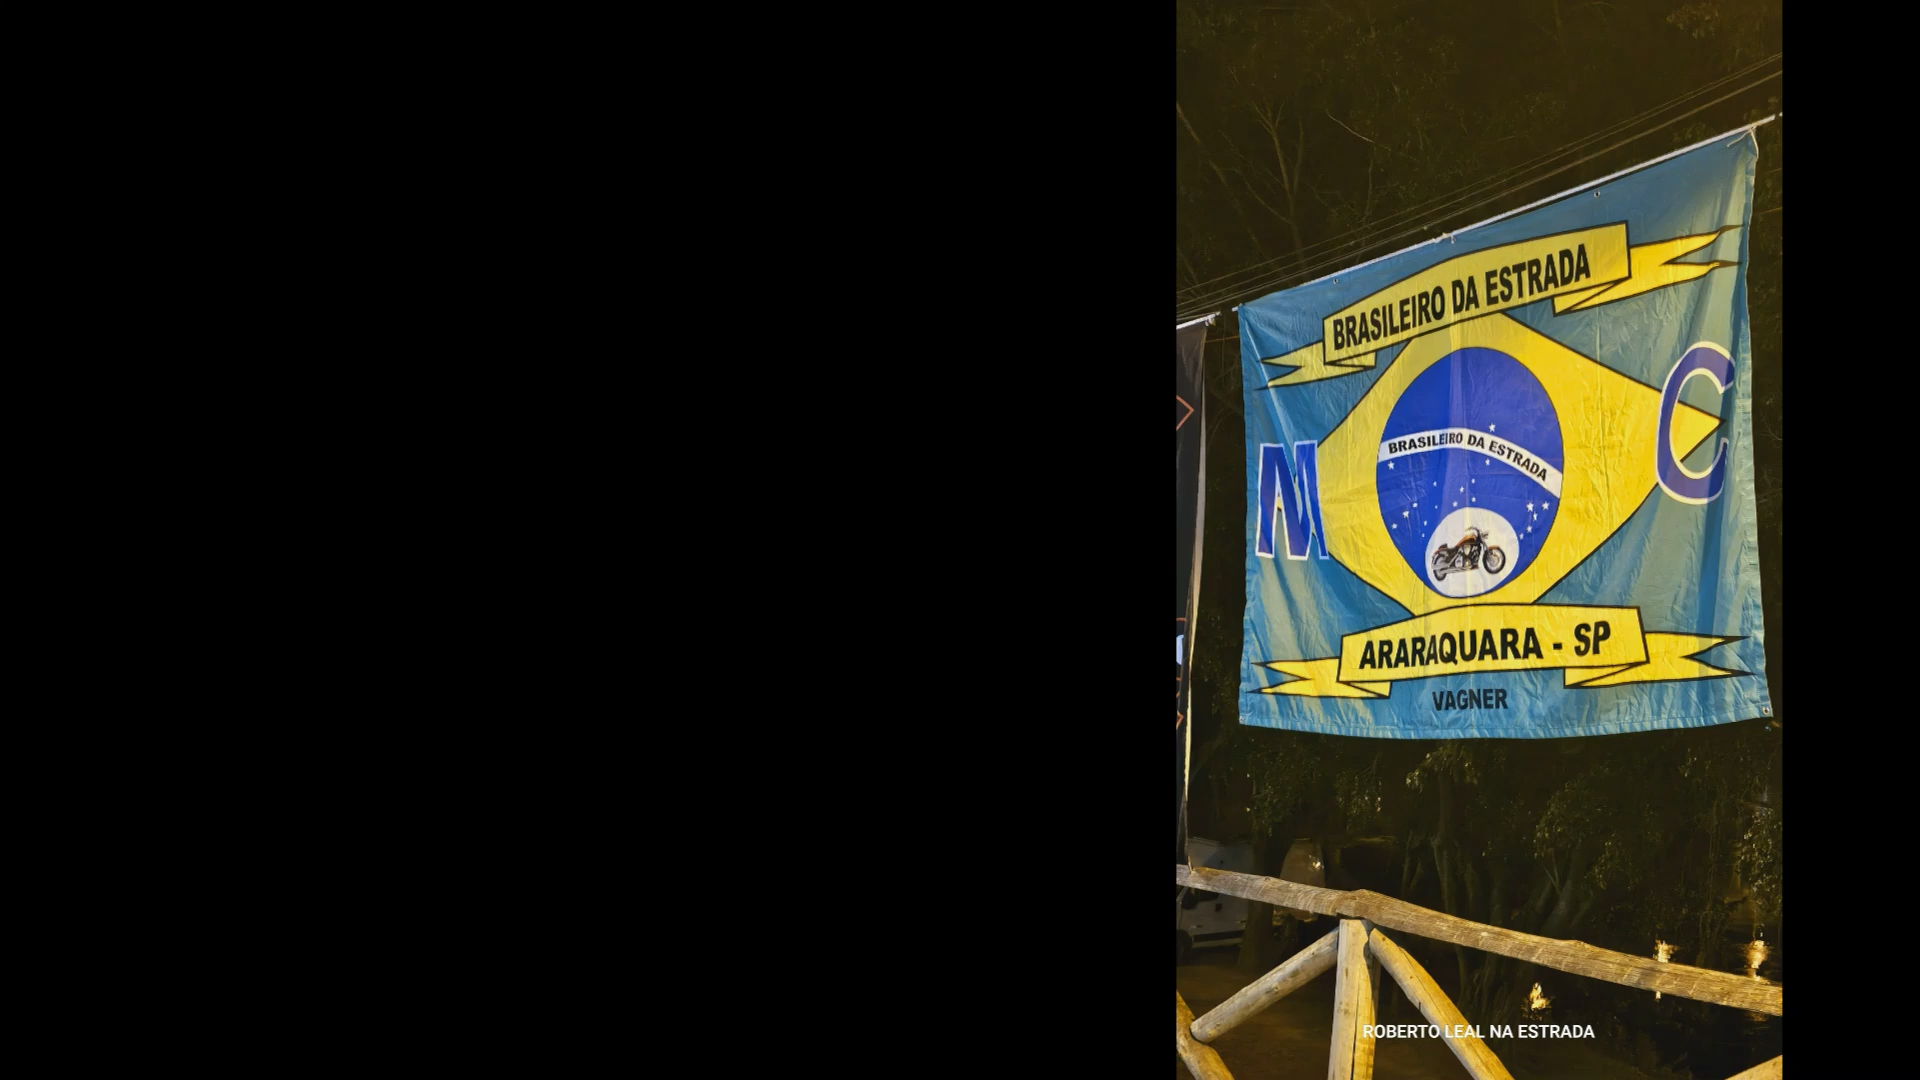 BRASILEIRO DA ESTRADA
M C
BRASILEIRO DA ESTRADA
ARARAQUARA - SP
VAGNER
ROBERTO LEAL NA ESTRADA